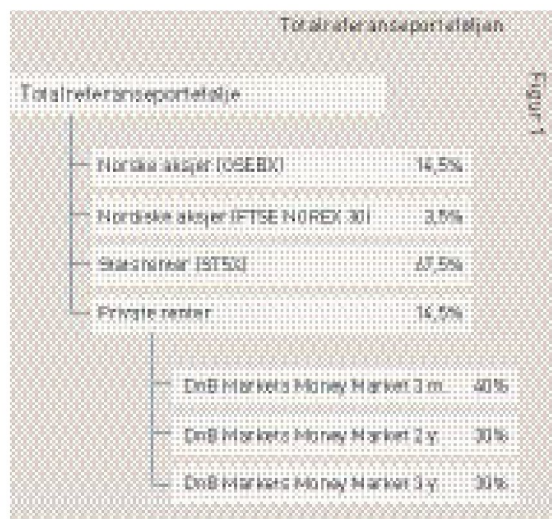 Totalreferanseporteføljen
Figur 1
Totalreferanseportefølje
Norske aksjer (OSEBX) 14,5%
Nordiske aksjer (FTSE NOREX 30) 3,5%
Statsrenter (ST5X) 67,5%
Private renter 14,5%
DnB Markets Money Market 3 m 40%
DnB Markets Money Market 2 y 30%
DnB Markets Money Market 3 y 30%